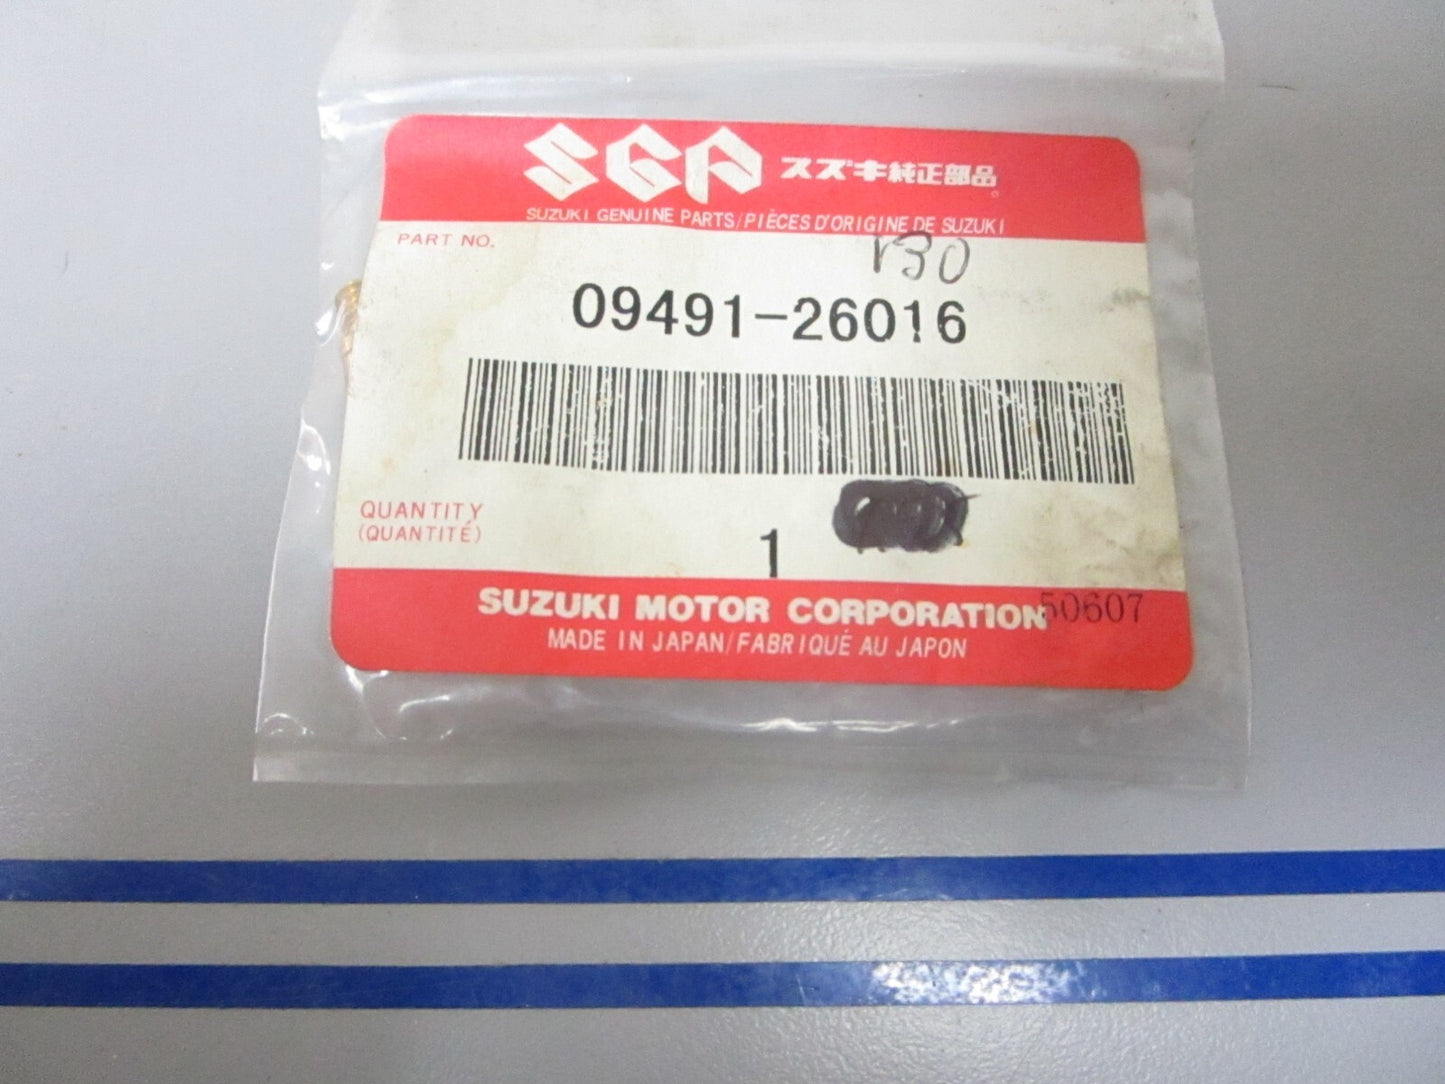 SGP スズキ純正部品
SUZUKI GENUINE PARTS/PIÈCES D'ORIGINE DE SUZUKI
PART NO.
V30
09491-26016
QUANTITY
(QUANTITÉ)
1
SUZUKI MOTOR CORPORATION
50607
MADE IN JAPAN/FABRIQUÉ AU JAPON